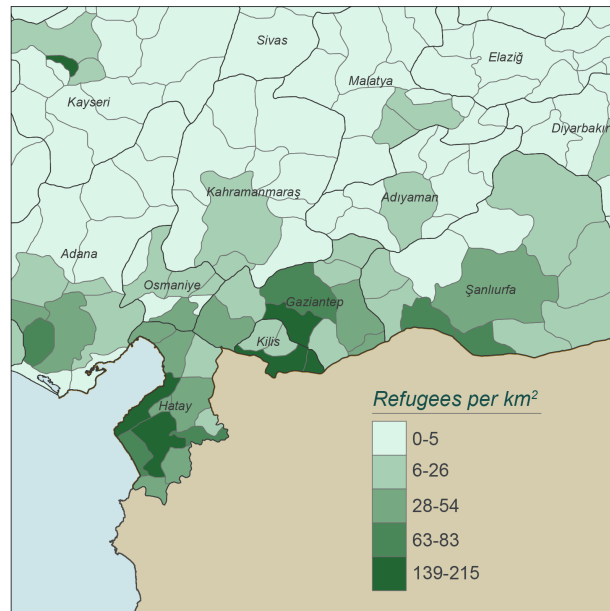 Sivas
Elaziğ
Malatya
Kayseri
Diyarbakır
Kahramanmaraş
Adıyaman
Adana
Osmaniye
Gaziantep
Şanlıurfa
Kilis
Hatay
Refugees per km²
0-5
6-26
28-54
63-83
139-215